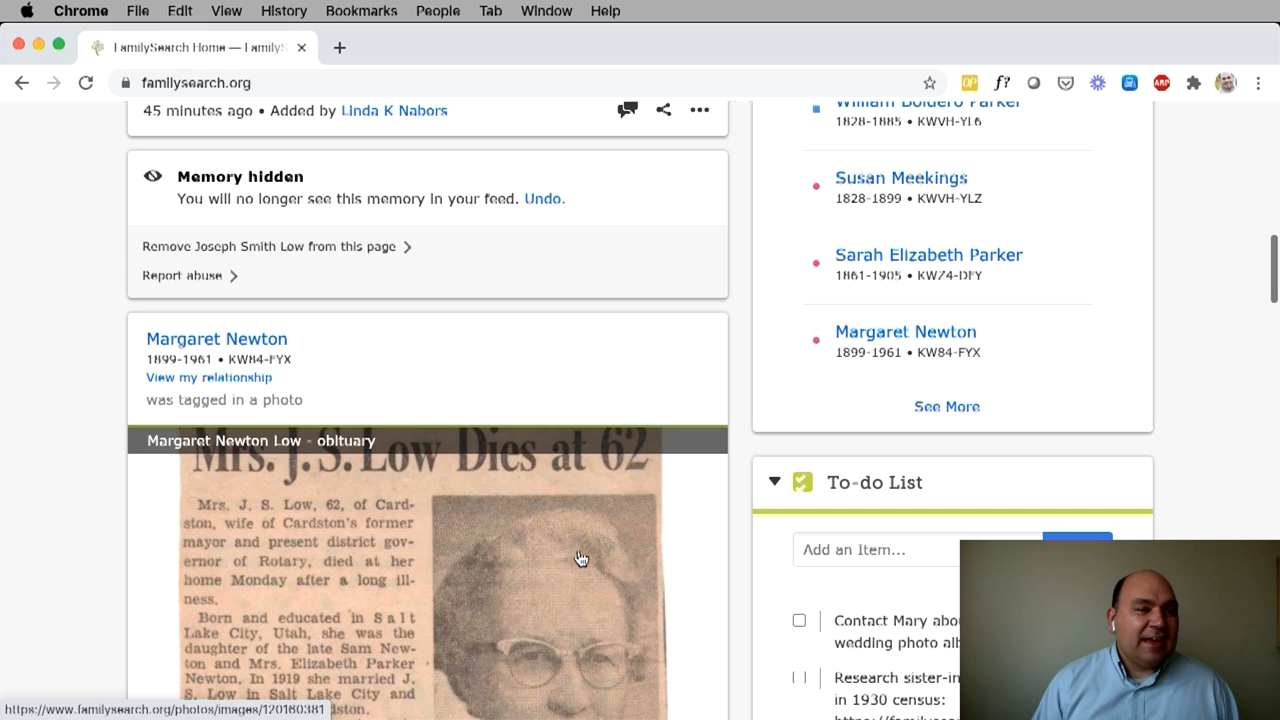 Chrome File Edit View History Bookmarks People Tab Window Help
FamilySearch Home — FamilyS
familysearch.org
45 minutes ago • Added by Linda K Nabors
Memory hidden
You will no longer see this memory in your feed. Undo.
Remove Joseph Smith Low from this page
Report abuse
Margaret Newton
1899-1961 • KW84-FYX
View my relationship
was tagged in a photo
Margaret Newton Low - obituary
Mrs. J. S. Low Dies at 62
Mrs. J. S. Low, 62, of Card-
ston, wife of Cardston's former
mayor and present district gov-
ernor of Rotary, died at her
home Monday after a long ill-
ness.
Born and educated in Salt
Lake City, Utah, she was the
daughter of the late Sam New-
ton and Mrs. Elizabeth Parker
Newton. In 1919 she married J.
S. Low in Salt Lake City and
dston.
https://www.familysearch.org/photos/images/120160381
William Boldero Parker
1828-1885 • KWVH-YL6
Susan Meekings
1828-1899 • KWVH-YLZ
Sarah Elizabeth Parker
1861-1905 • KWZ4-DFY
Margaret Newton
1899-1961 • KW84-FYX
See More
To-do List
Add an Item...
Contact Mary abou
wedding photo alb
Research sister-in
in 1930 census: